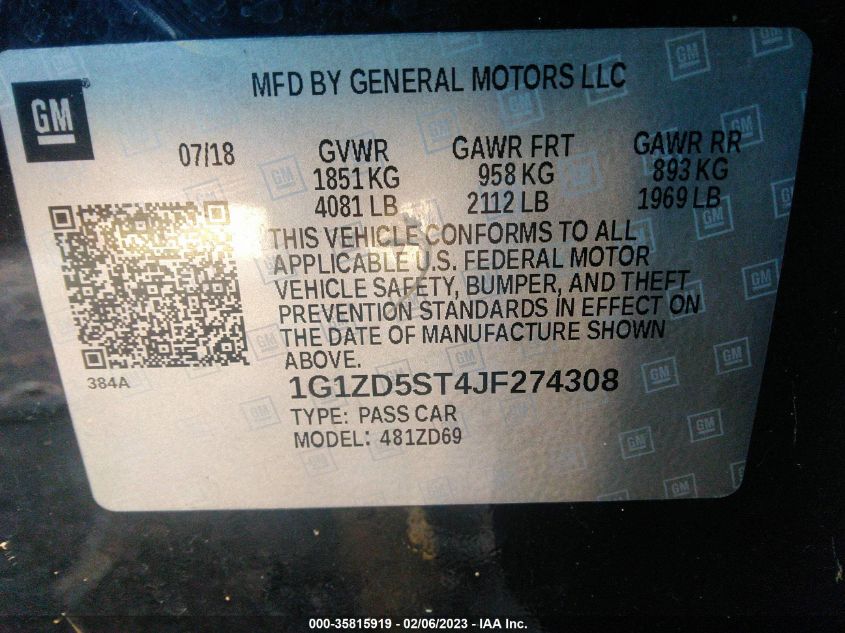 GM
MFD BY GENERAL MOTORS LLC
07/18 GVWR GAWR FRT GAWR RR
1851 KG 958 KG 893 KG
4081 LB 2112 LB 1969 LB
THIS VEHICLE CONFORMS TO ALL
APPLICABLE U.S. FEDERAL MOTOR
VEHICLE SAFETY, BUMPER, AND THEFT
PREVENTION STANDARDS IN EFFECT ON
THE DATE OF MANUFACTURE SHOWN
ABOVE.
384A
1G1ZD5ST4JF274308
TYPE: PASS CAR
MODEL: 481ZD69
000-35815919 - 02/06/2023 - IAA Inc.